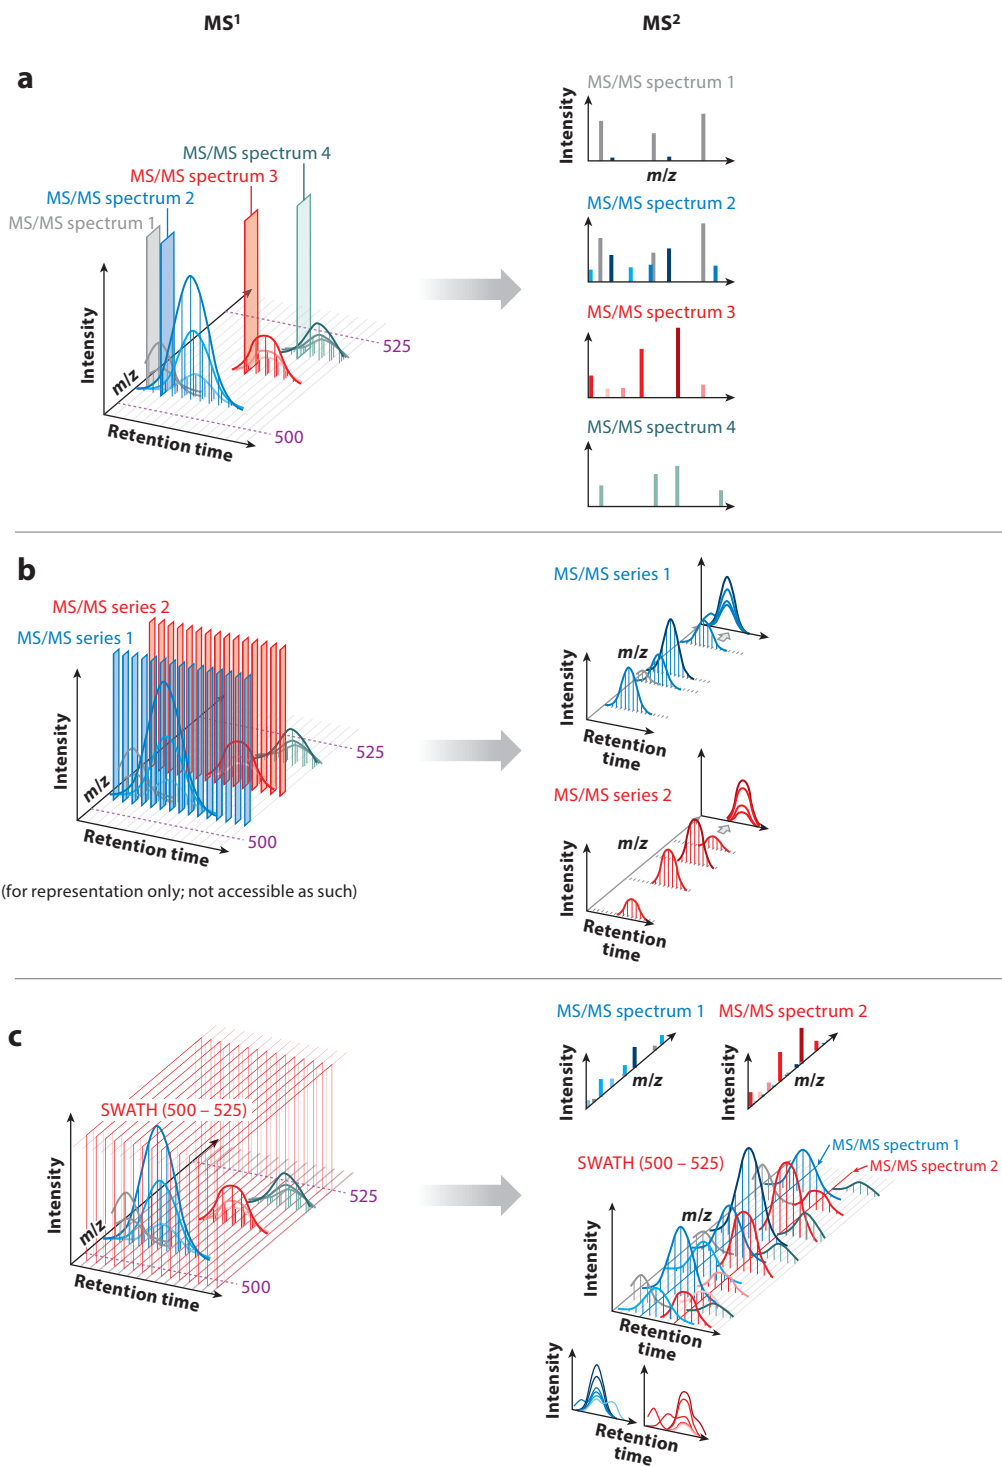 MS¹
MS²
a
MS/MS spectrum 4
MS/MS spectrum 3
MS/MS spectrum 2
MS/MS spectrum 1
Intensity
m/z
Retention time
500
525
MS/MS spectrum 1
Intensity
m/z
MS/MS spectrum 2
MS/MS spectrum 3
MS/MS spectrum 4
b
MS/MS series 2
MS/MS series 1
Intensity
m/z
Retention time
500
525
(for representation only; not accessible as such)
MS/MS series 1
m/z
Intensity
Retention
time
MS/MS series 2
m/z
Intensity
Retention
time
c
SWATH (500 – 525)
Intensity
m/z
Retention time
500
525
MS/MS spectrum 1
Intensity
m/z
MS/MS spectrum 2
Intensity
m/z
SWATH (500 – 525)
MS/MS spectrum 1
MS/MS spectrum 2
m/z
Intensity
Retention
time
Intensity
Retention
time